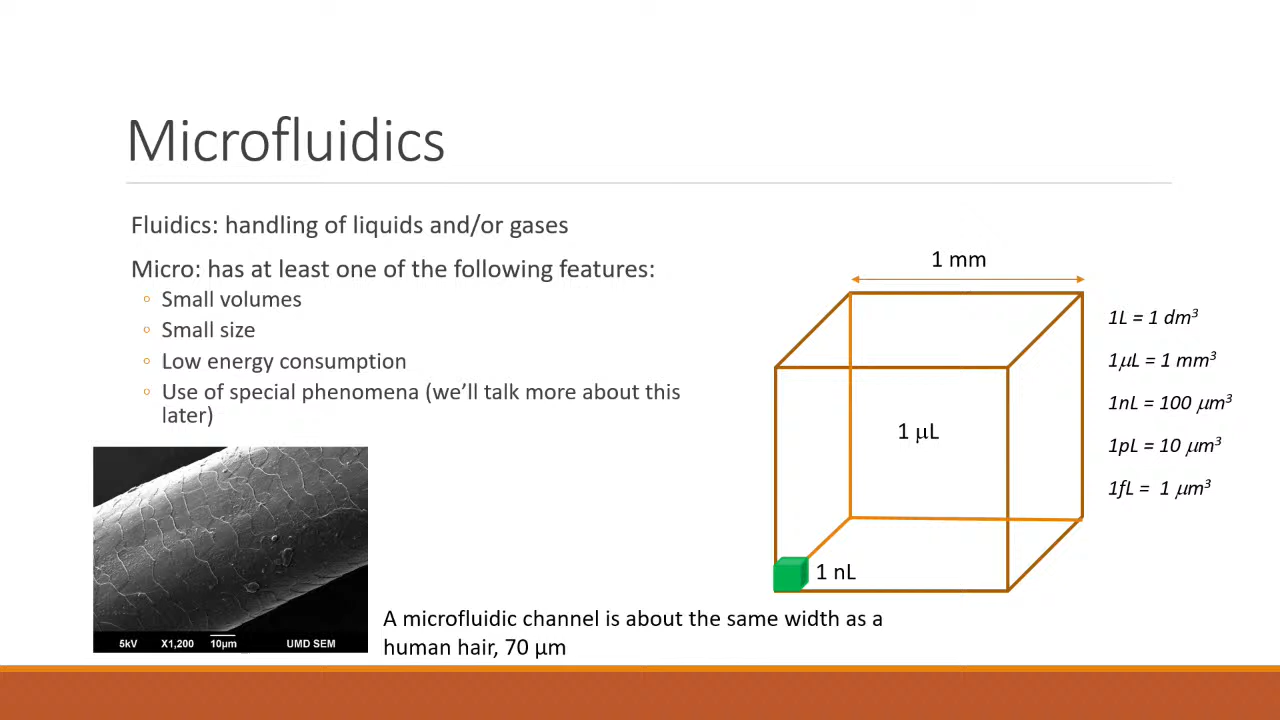 Microfluidics
Fluidics: handling of liquids and/or gases
Micro: has at least one of the following features:
◦ Small volumes
◦ Small size
◦ Low energy consumption
◦ Use of special phenomena (we’ll talk more about this
later)
1 mm
1 μL
1 nL
1L = 1 dm³
1μL = 1 mm³
1nL = 100 μm³
1pL = 10 μm³
1fL = 1 μm³
5kV X1,200 10μm UMD SEM
A microfluidic channel is about the same width as a
human hair, 70 μm